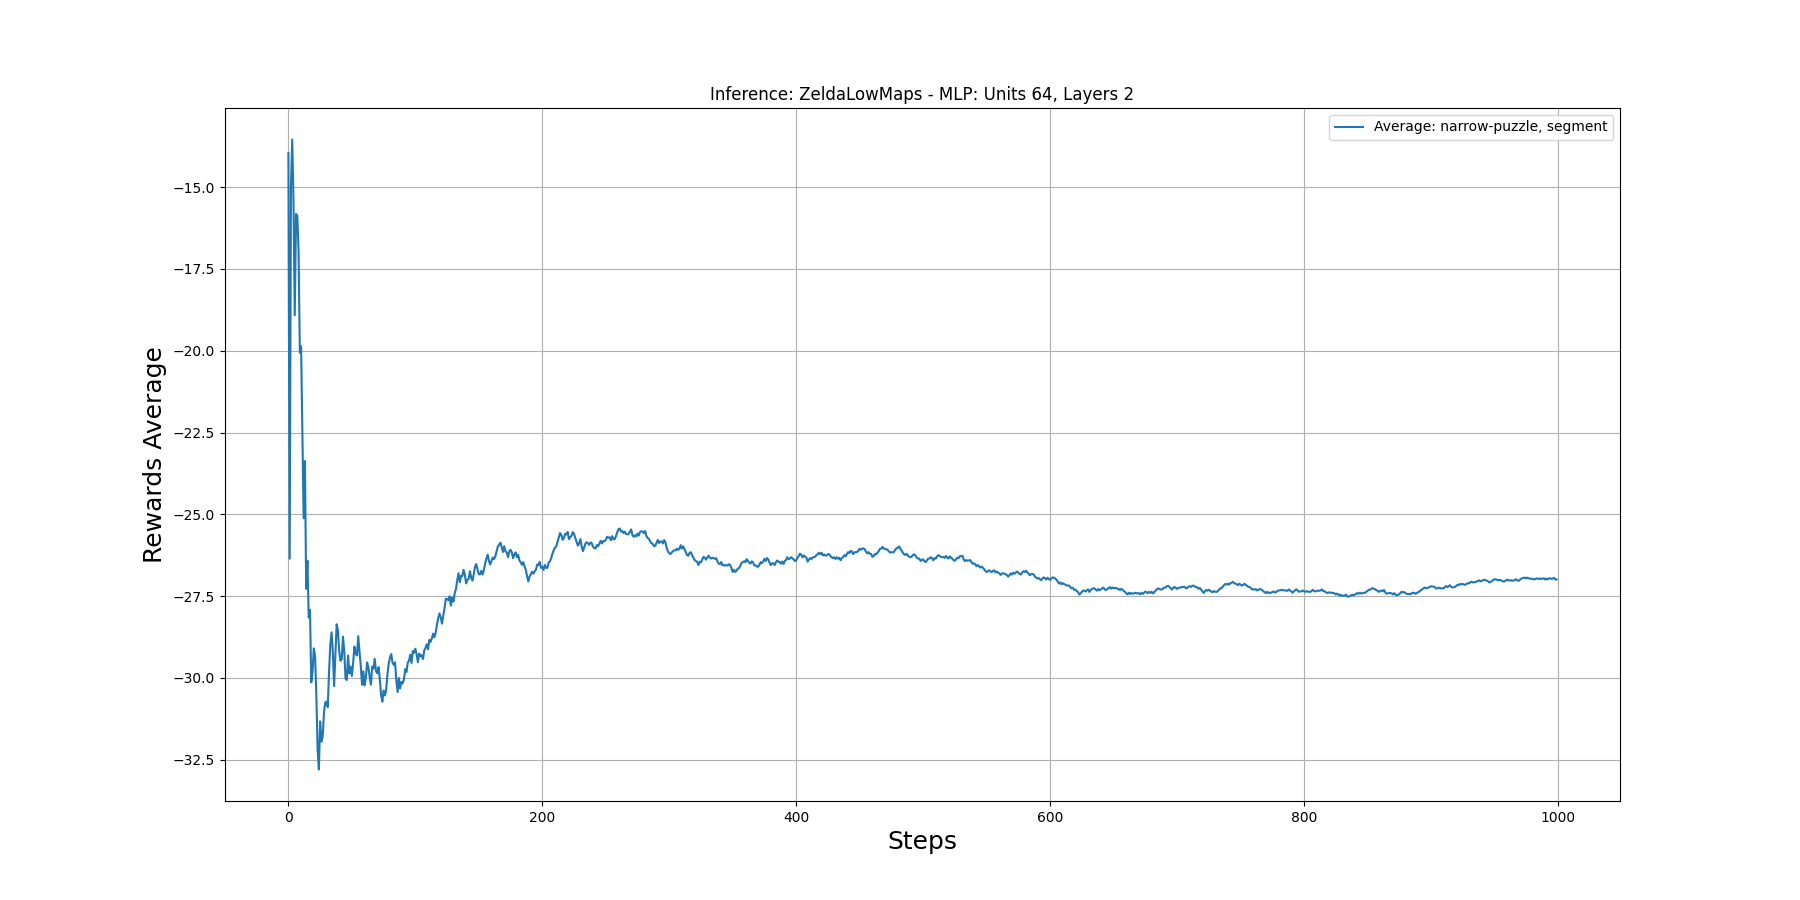 Inference: ZeldaLowMaps - MLP: Units 64, Layers 2
Average: narrow-puzzle, segment
Rewards Average
−15.0
−17.5
−20.0
−22.5
−25.0
−27.5
−30.0
−32.5
0 200 400 600 800 1000
Steps